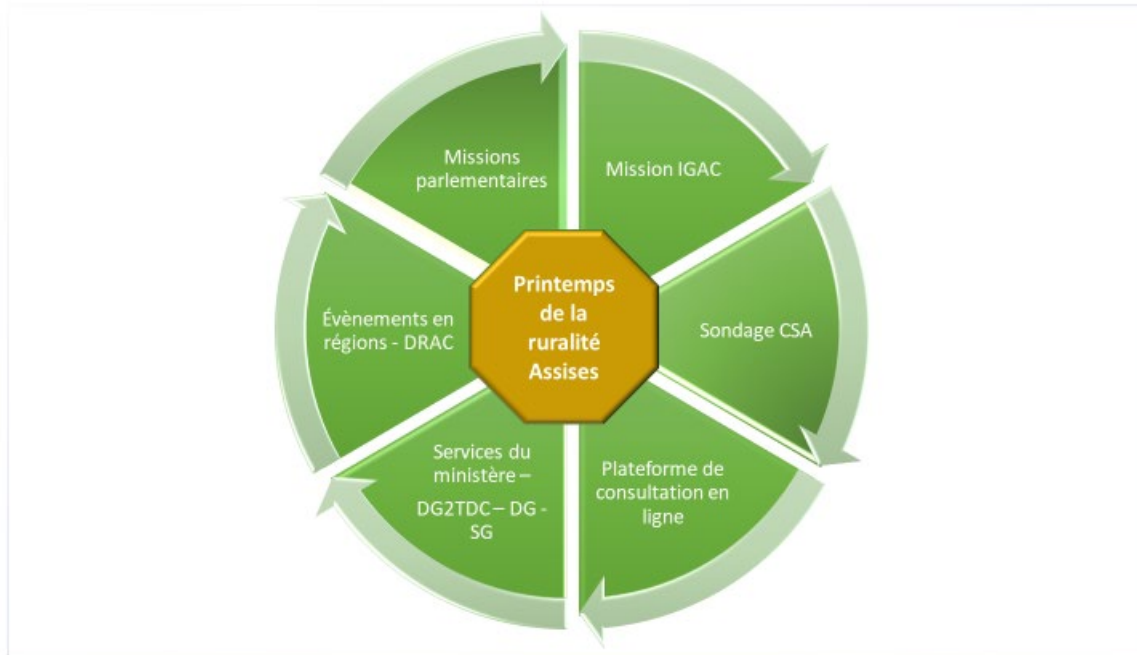 Missions
parlementaires
Mission IGAC
Évènements en
régions - DRAC
Printemps
de la
ruralité
Assises
Sondage CSA
Services du
ministère –
DG2TDC – DG -
SG
Plateforme de
consultation en
ligne